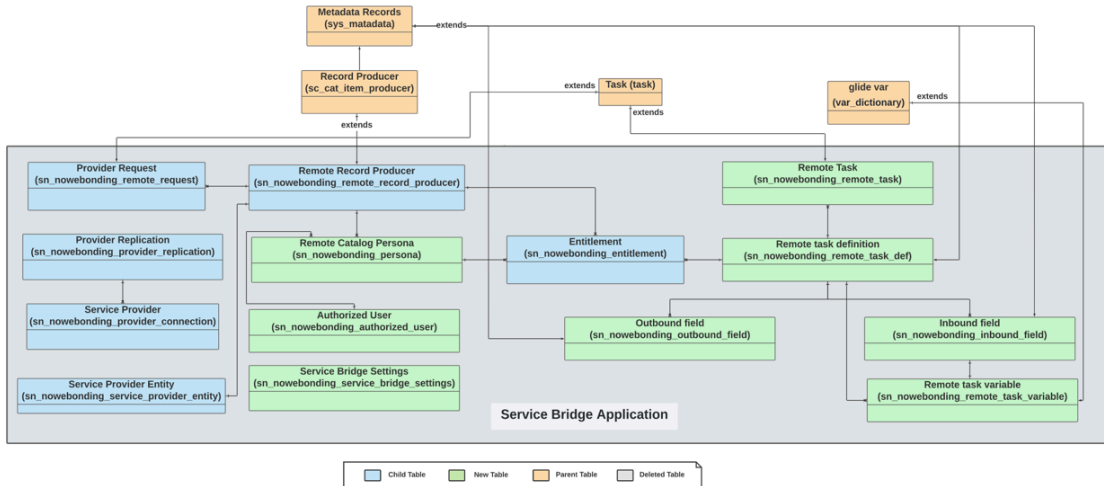 Metadata Records
(sys_matadata)
extends
Record Producer
(sc_cat_item_producer)
extends
extends
Task (task)
extends
glide var
(var_dictionary)
extends
Provider Request
(sn_nowebonding_remote_request)
Remote Record Producer
(sn_nowebonding_remote_record_producer)
Remote Task
(sn_nowebonding_remote_task)
Provider Replication
(sn_nowebonding_provider_replication)
Remote Catalog Persona
(sn_nowebonding_persona)
Entitlement
(sn_nowebonding_entitlement)
Remote task definition
(sn_nowebonding_remote_task_def)
Service Provider
(sn_nowebonding_provider_connection)
Authorized User
(sn_nowebonding_authorized_user)
Outbound field
(sn_nowebonding_outbound_field)
Inbound field
(sn_nowebonding_inbound_field)
Service Provider Entity
(sn_nowebonding_service_provider_entity)
Service Bridge Settings
(sn_nowebonding_service_bridge_settings)
Remote task variable
(sn_nowebonding_remote_task_variable)
Service Bridge Application
Child Table
New Table
Parent Table
Deleted Table